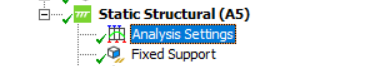 Static Structural (A5)
Analysis Settings
Fixed Support